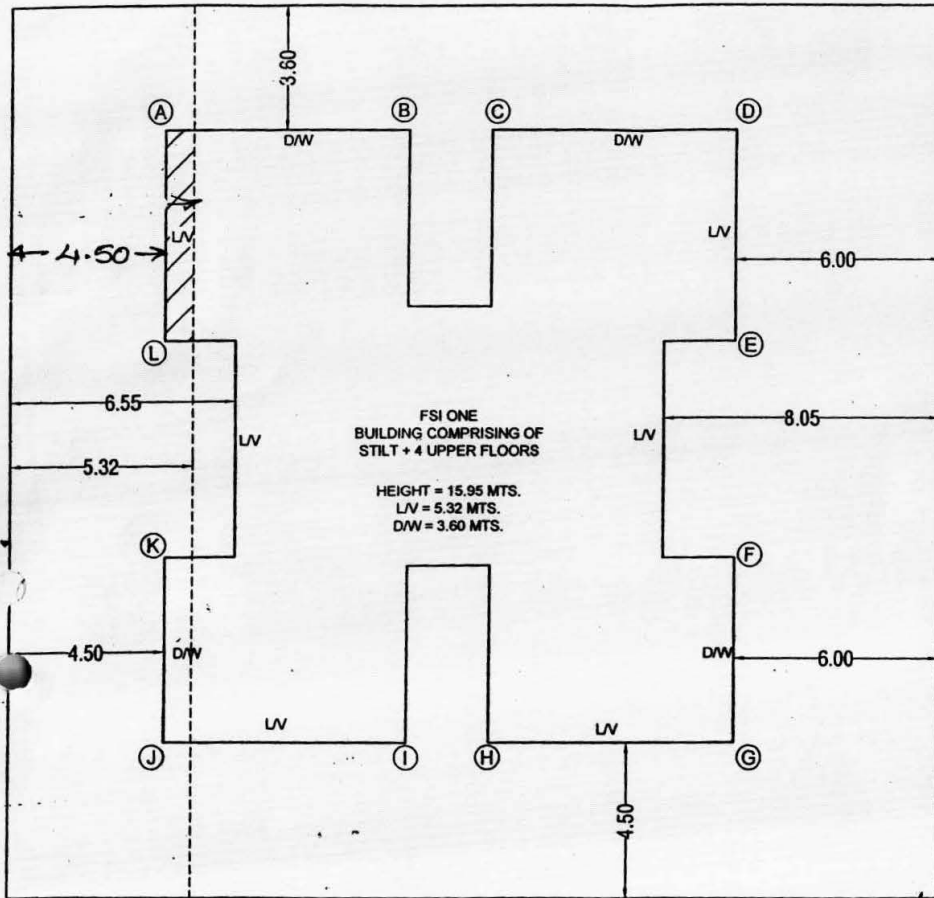 3.60
A
B
C
D
D/W
D/W
L/V
L/V
4.50
6.00
L
E
6.55
8.05
L/V
L/V
FSI ONE
BUILDING COMPRISING OF
STILT + 4 UPPER FLOORS
5.32
HEIGHT = 15.95 MTS.
L/V = 5.32 MTS.
D/W = 3.60 MTS.
K
F
4.50
D/W
D/W
6.00
L/V
L/V
J
I
H
G
4.50